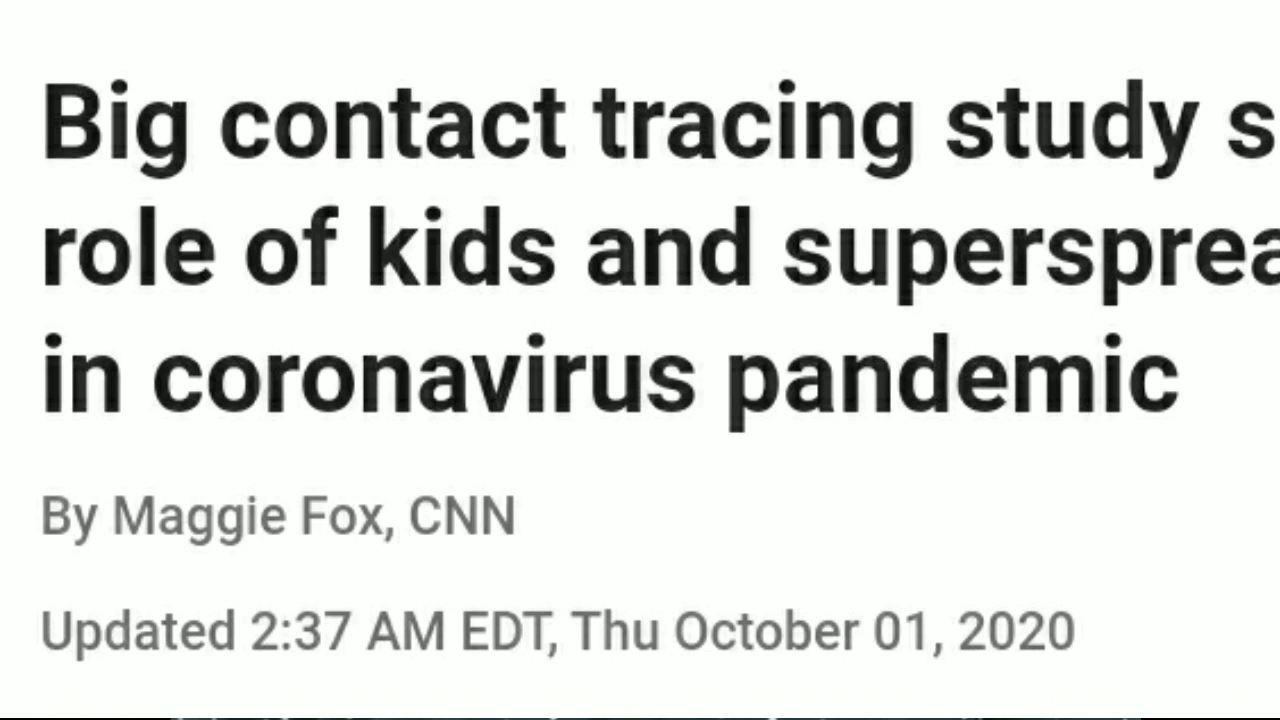 Big contact tracing study s
role of kids and supersprea
in coronavirus pandemic
By Maggie Fox, CNN
Updated 2:37 AM EDT, Thu October 01, 2020